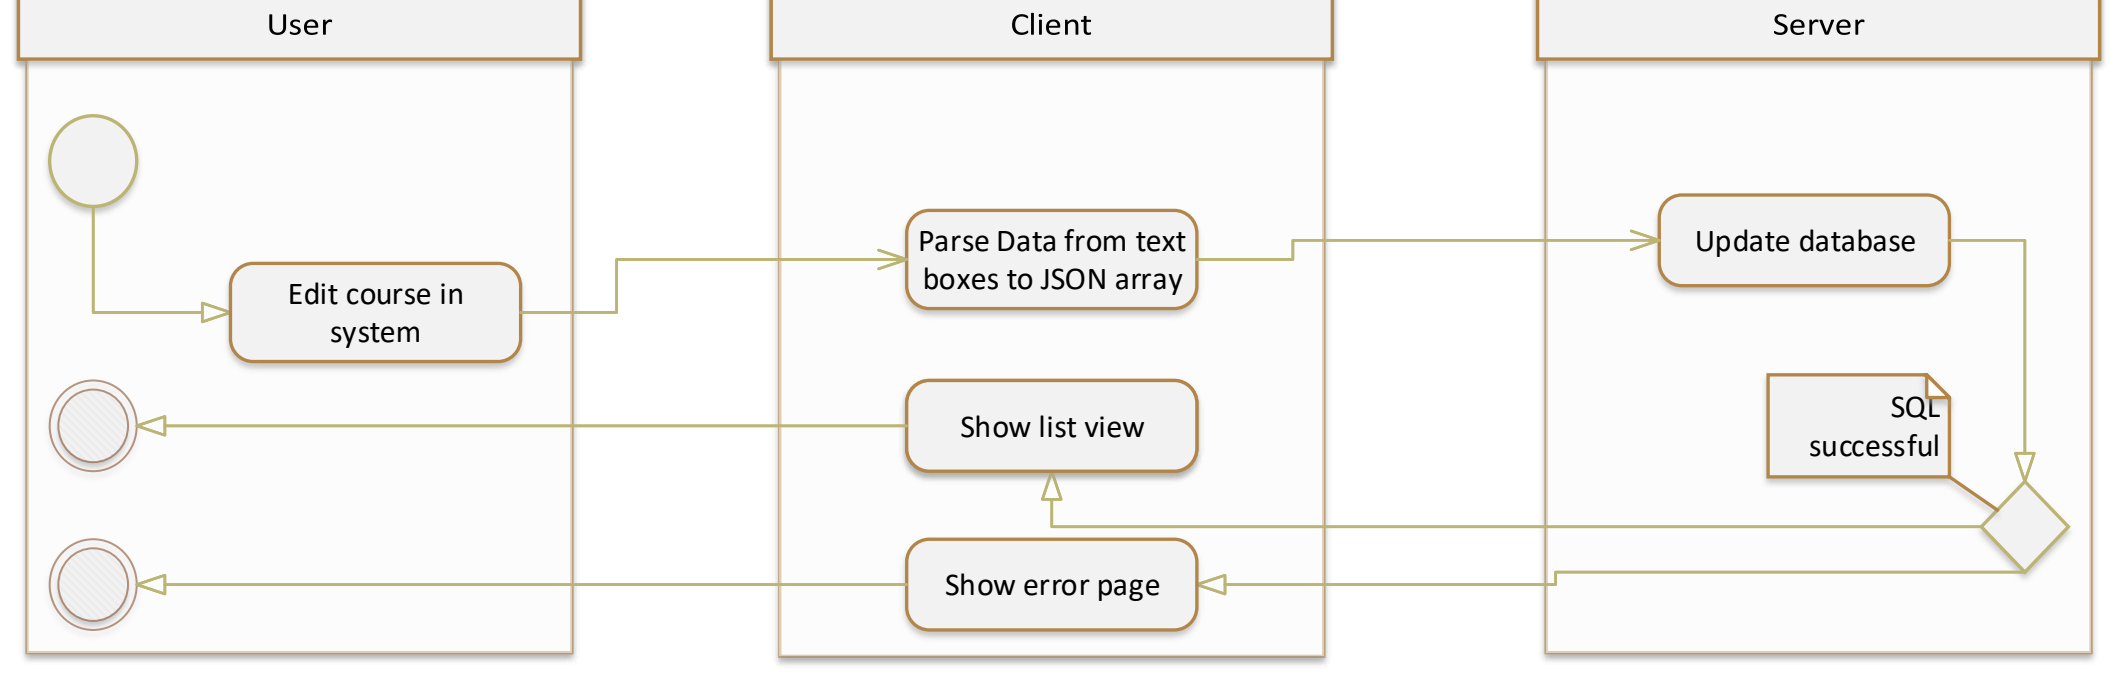 User
Client
Server
Edit course in
system
Parse Data from text
boxes to JSON array
Update database
Show list view
SQL
successful
Show error page